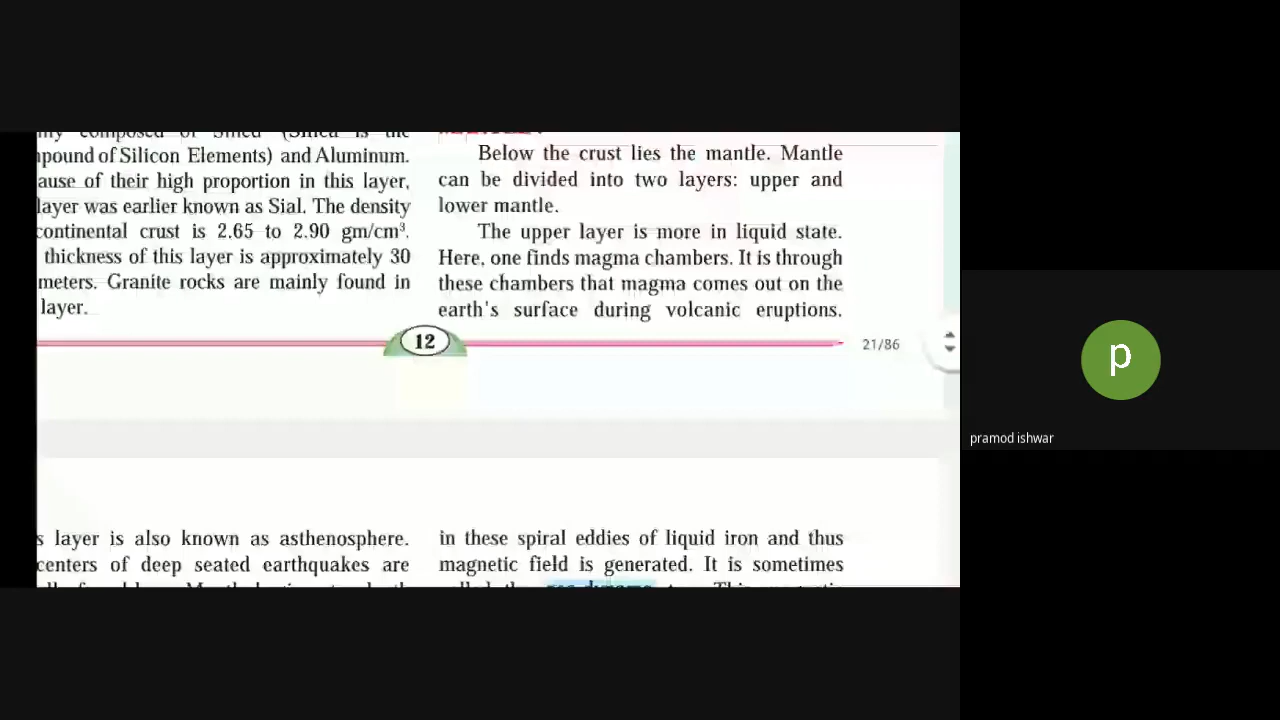 composed of Silica (Silica is the
pound of Silicon Elements) and Aluminum.
ause of their high proportion in this layer,
layer was earlier known as Sial. The density
continental crust is 2.65 to 2.90 gm/cm³.
thickness of this layer is approximately 30
meters. Granite rocks are mainly found in
layer.
Below the crust lies the mantle. Mantle
can be divided into two layers: upper and
lower mantle.
The upper layer is more in liquid state.
Here, one finds magma chambers. It is through
these chambers that magma comes out on the
earth's surface during volcanic eruptions.
12
21/86
s layer is also known as asthenosphere.
centers of deep seated earthquakes are
in these spiral eddies of liquid iron and thus
magnetic field is generated. It is sometimes
p
pramod ishwar